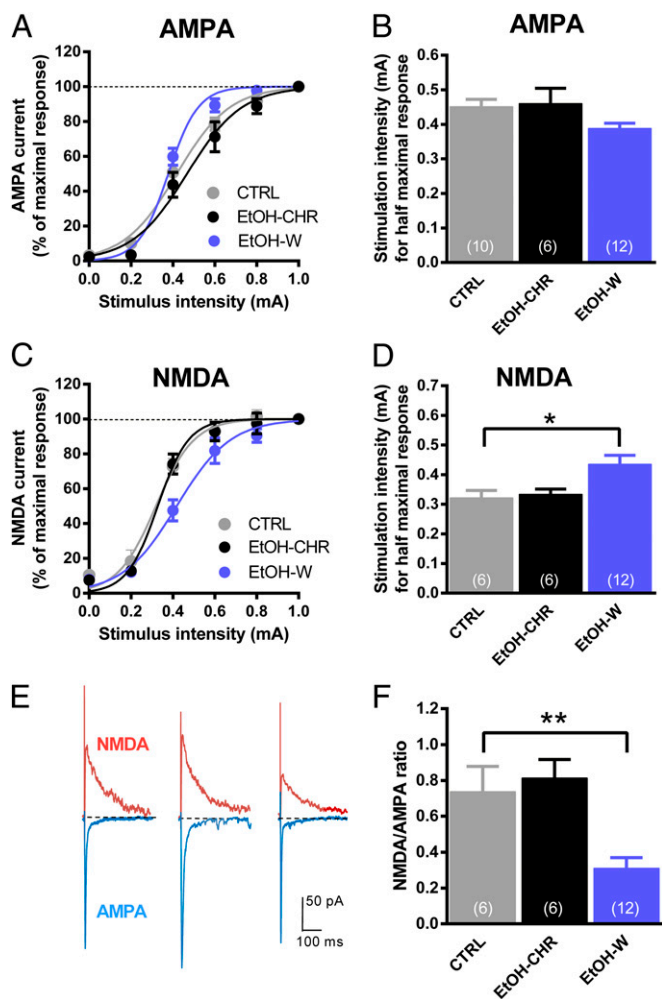 A
AMPA
AMPA current
(% of maximal response)
120
100
80
60
40
20
0
0.0
0.2
0.4
0.6
0.8
1.0
Stimulus intensity (mA)
CTRL
EtOH-CHR
EtOH-W
B
AMPA
Stimulation intensity (mA)
for half maximal response
0.6
0.5
0.4
0.3
0.2
0.1
0.0
(10)
(6)
(12)
CTRL
EtOH-CHR
EtOH-W
C
NMDA
NMDA current
(% of maximal response)
120
100
80
60
40
20
0
0.0
0.2
0.4
0.6
0.8
1.0
Stimulus intensity (mA)
CTRL
EtOH-CHR
EtOH-W
D
NMDA
Stimulation intensity (mA)
for half maximal response
0.7
0.6
0.5
0.4
0.3
0.2
0.1
0.0
*
(6)
(6)
(12)
CTRL
EtOH-CHR
EtOH-W
E
NMDA
AMPA
50 pA
100 ms
F
NMDA/AMPA ratio
1.2
1.0
0.8
0.6
0.4
0.2
0.0
**
(6)
(6)
(12)
CTRL
EtOH-CHR
EtOH-W